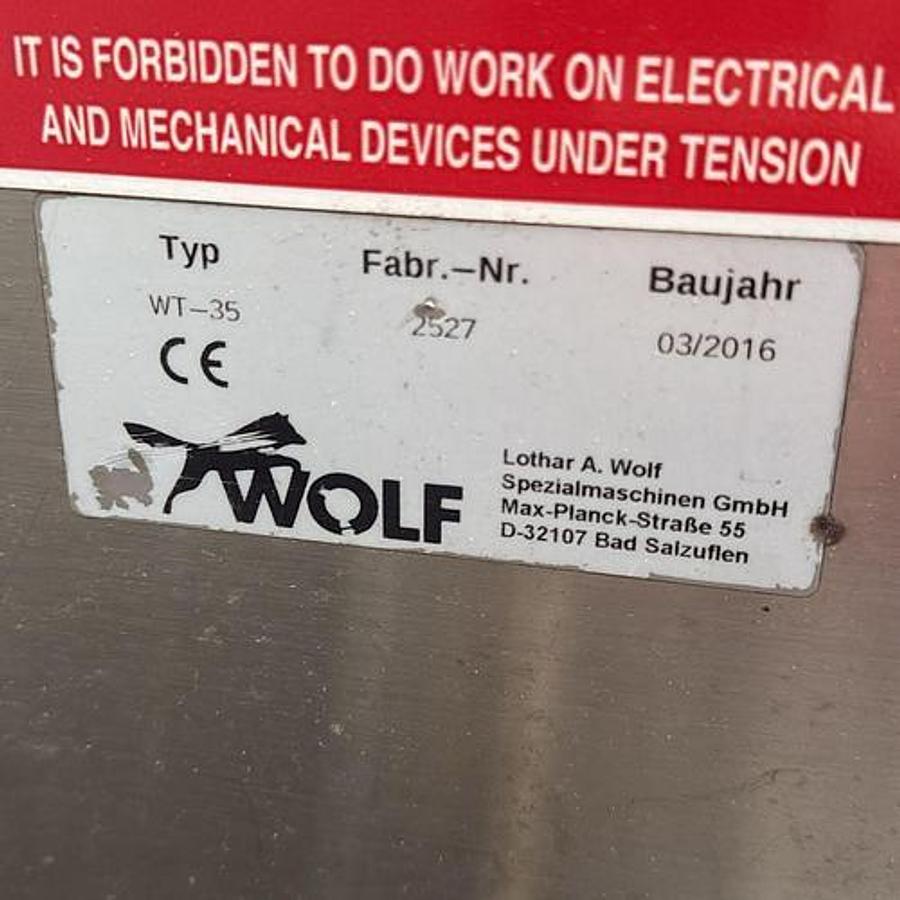 IT IS FORBIDDEN TO DO WORK ON ELECTRICAL
AND MECHANICAL DEVICES UNDER TENSION
Typ Fabr.–Nr. Baujahr
WT–35 2527 03/2016
CE
WOLF
Lothar A. Wolf
Spezialmaschinen GmbH
Max-Planck-Straße 55
D-32107 Bad Salzuflen